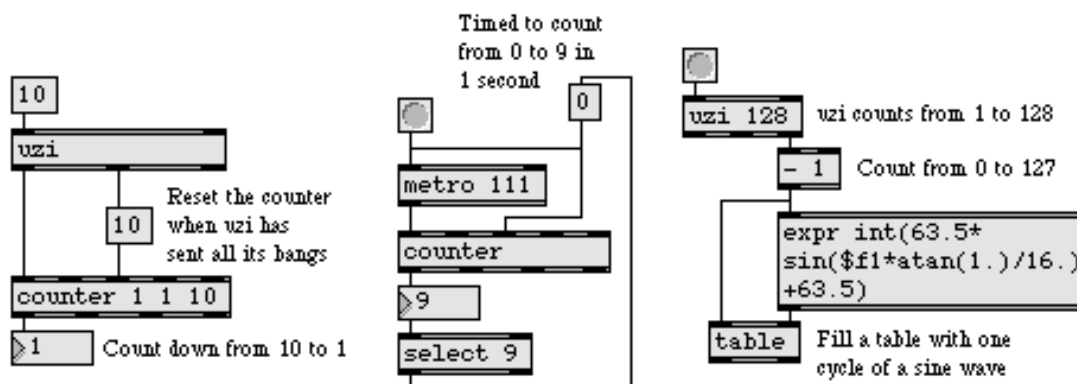 10
uzi
Reset the counter
when uzi has
sent all its bangs
10
counter 1 1 10
1
Count down from 10 to 1
Timed to count
from 0 to 9 in
1 second
0
metro 111
counter
9
select 9
uzi 128
uzi counts from 1 to 128
- 1
Count from 0 to 127
expr int(63.5*
sin($f1*atan(1.)/16.)
+63.5)
table
Fill a table with one
cycle of a sine wave